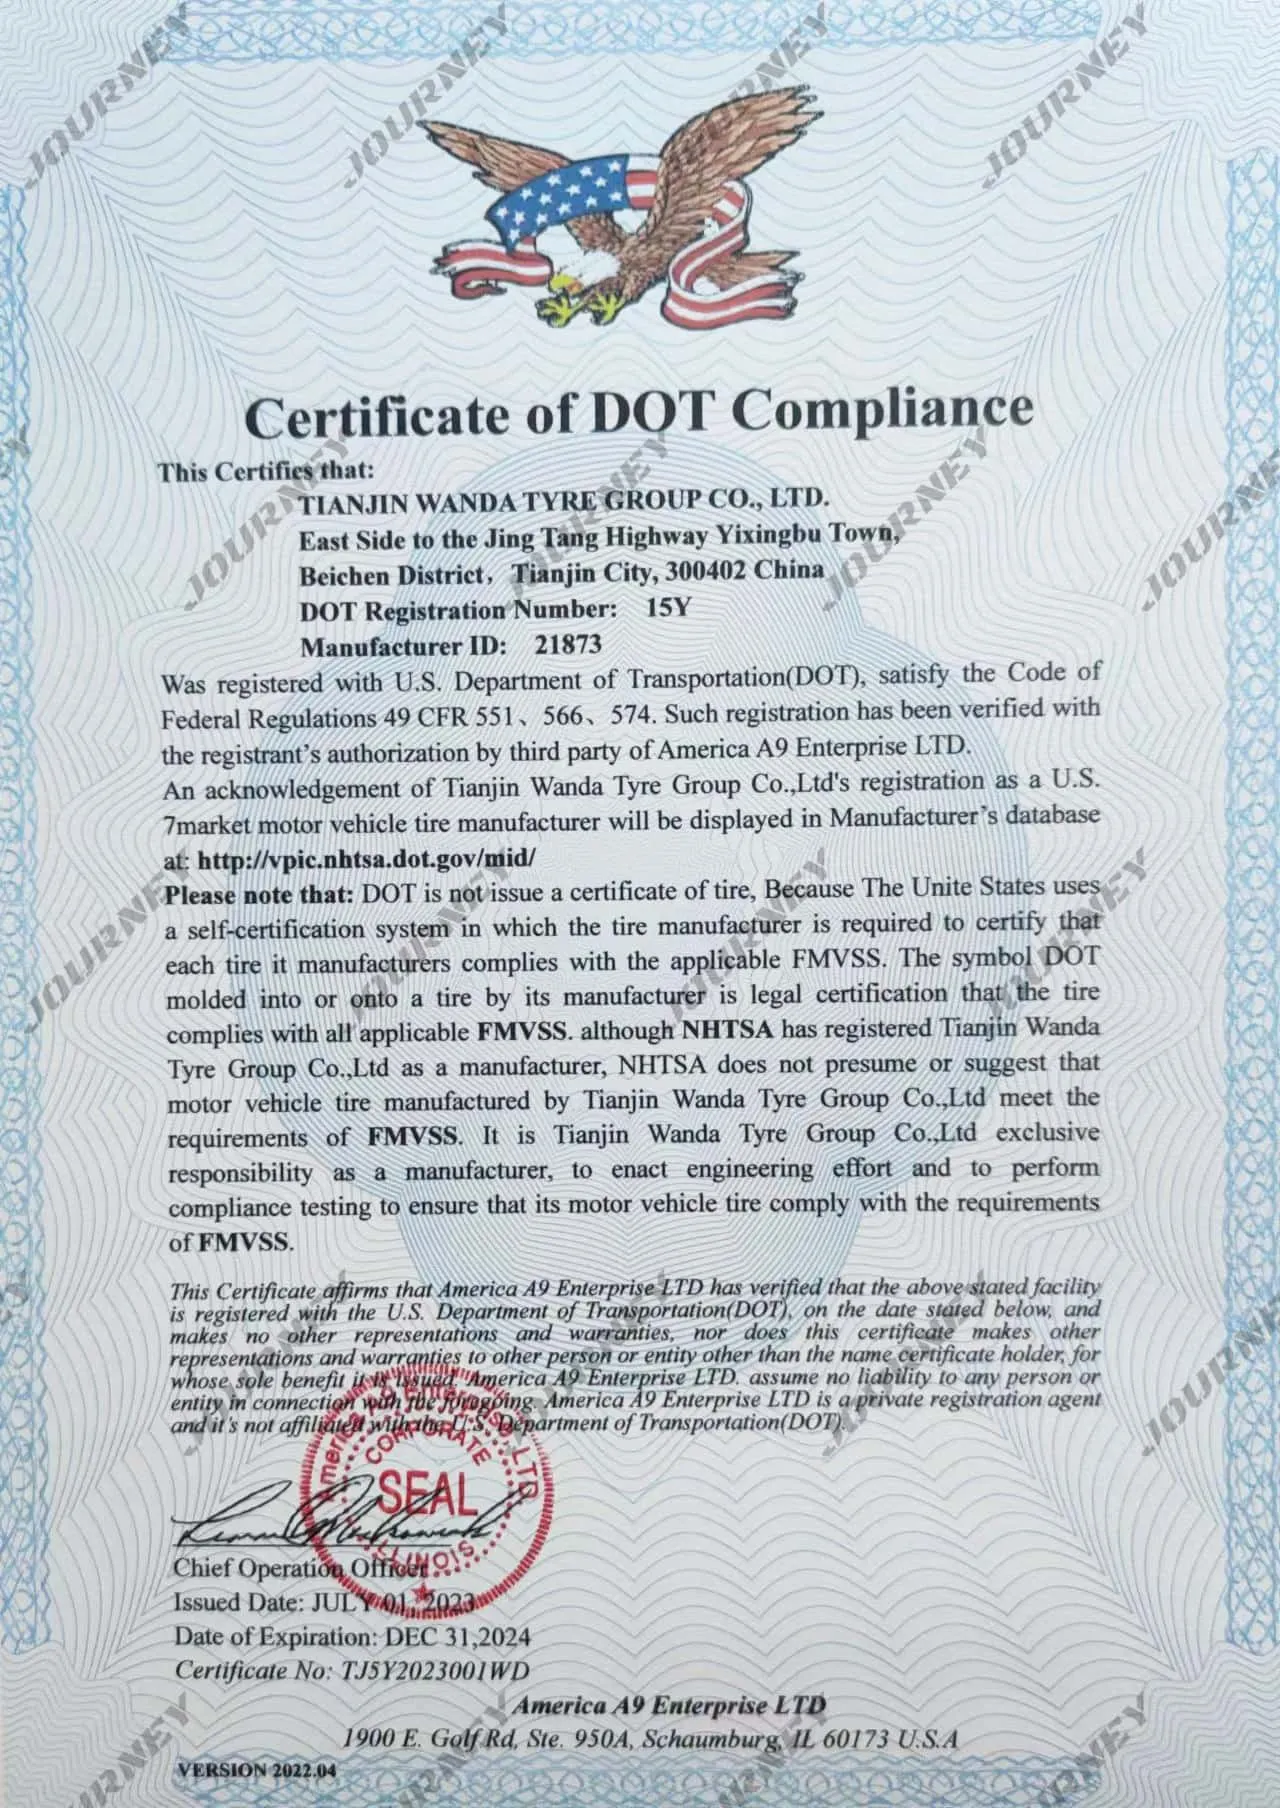 Certificate of DOT Compliance
This Certifies that:
TIANJIN WANDA TYRE GROUP CO., LTD.
East Side to the Jing Tang Highway Yixingbu Town,
Beichen District, Tianjin City, 300402 China
DOT Registration Number: 15Y
Manufacturer ID: 21873
Was registered with U.S. Department of Transportation(DOT), satisfy the Code of
Federal Regulations 49 CFR 551、566、574. Such registration has been verified with
the registrant's authorization by third party of America A9 Enterprise LTD.
An acknowledgement of Tianjin Wanda Tyre Group Co.,Ltd's registration as a U.S.
7market motor vehicle tire manufacturer will be displayed in Manufacturer's database
at: http://vpic.nhtsa.dot.gov/mid/
Please note that: DOT is not issue a certificate of tire, Because The Unite States uses
a self-certification system in which the tire manufacturer is required to certify that
each tire it manufacturers complies with the applicable FMVSS. The symbol DOT
molded into or onto a tire by its manufacturer is legal certification that the tire
complies with all applicable FMVSS. although NHTSA has registered Tianjin Wanda
Tyre Group Co.,Ltd as a manufacturer, NHTSA does not presume or suggest that
motor vehicle tire manufactured by Tianjin Wanda Tyre Group Co.,Ltd meet the
requirements of FMVSS. It is Tianjin Wanda Tyre Group Co.,Ltd exclusive
responsibility as a manufacturer, to enact engineering effort and to perform
compliance testing to ensure that its motor vehicle tire comply with the requirements
of FMVSS.
This Certificate affirms that America A9 Enterprise LTD has verified that the above stated facility
is registered with the U.S. Department of Transportation(DOT), on the date stated below, and
makes no other representations and warranties, nor does this certificate makes other
representations and warranties to other person or entity other than the name certificate holder, for
whose sole benefit it is issued. America A9 Enterprise LTD. assume no liability to any person or
entity in connection with the foregoing. America A9 Enterprise LTD is a private registration agent
and it's not affiliated with the U.S. Department of Transportation(DOT).
America A9 Enterprise, LTD
CORPORATE
SEAL
ILLINOIS
Chief Operation Officer
Issued Date: JULY 01, 2023
Date of Expiration: DEC 31,2024
Certificate No: TJ5Y2023001WD
America A9 Enterprise LTD
1900 E. Golf Rd, Ste. 950A, Schaumburg, IL 60173 U.S.A
VERSION 2022.04
JOURNEY